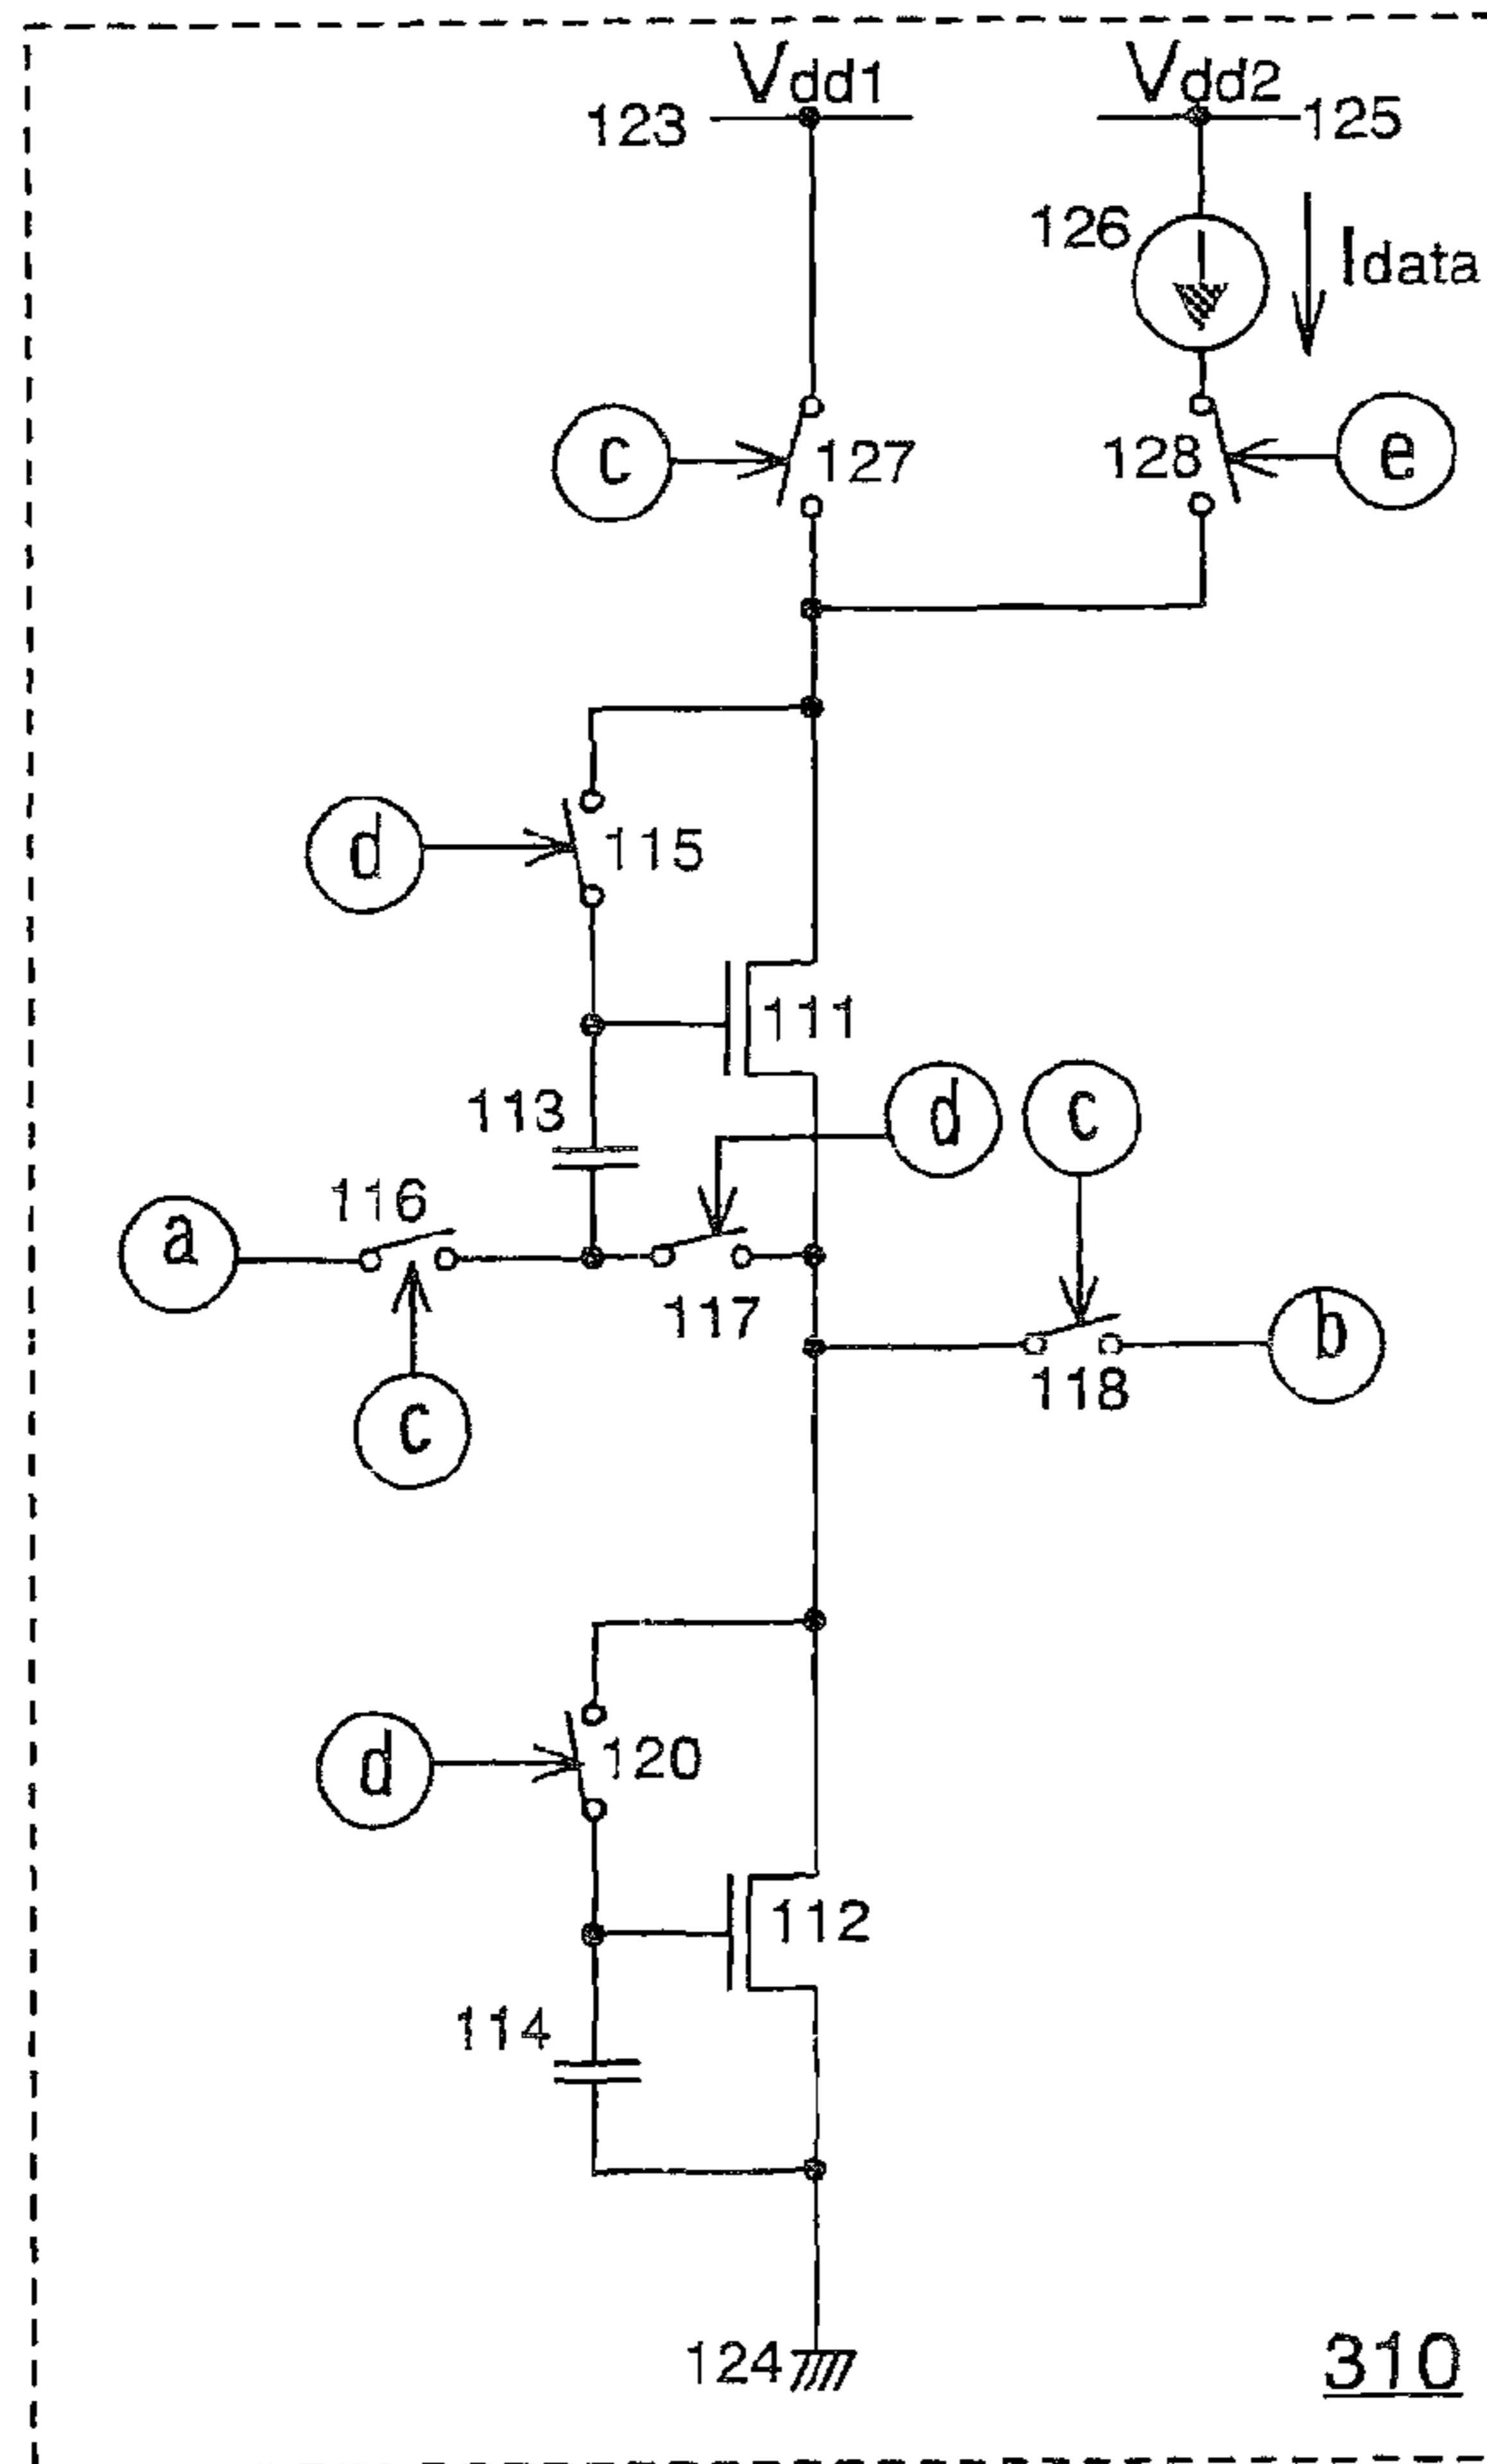 Vdd1 Vdd2
123 125
126 Idata
c 127 128 e
d 115
111
113 d c
116
a
117 b
118
c
d 120
112
114
124 310